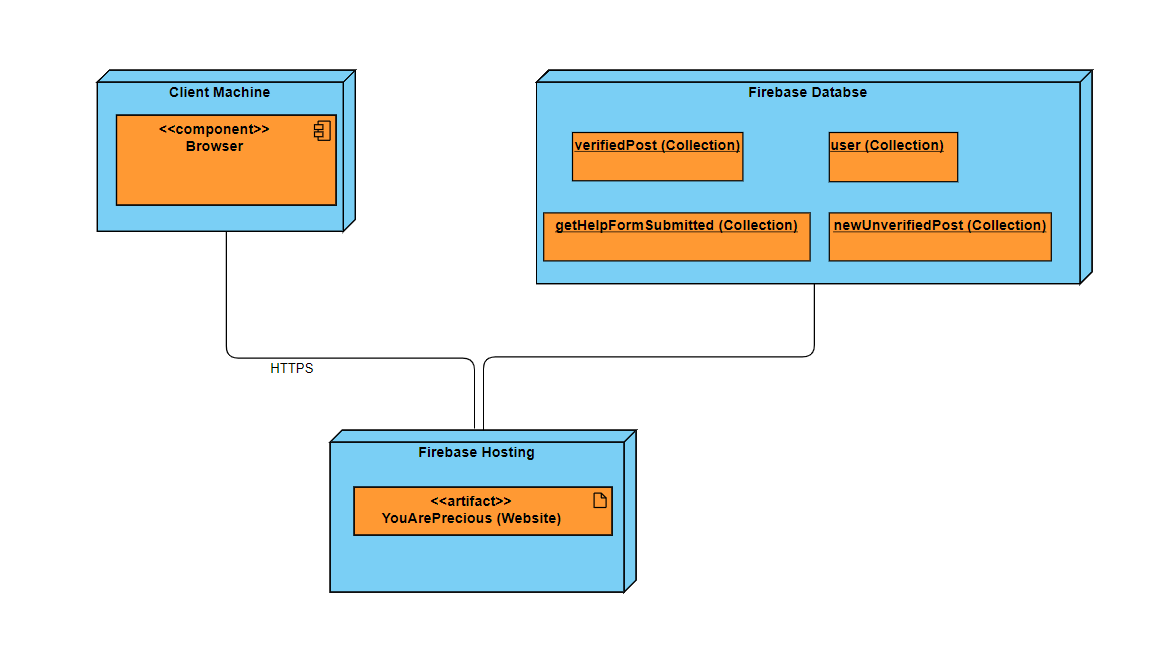 Client Machine
<<component>>
Browser
Firebase Databse
verifiedPost (Collection)
user (Collection)
getHelpFormSubmitted (Collection)
newUnverifiedPost (Collection)
HTTPS
Firebase Hosting
<<artifact>>
YouArePrecious (Website)